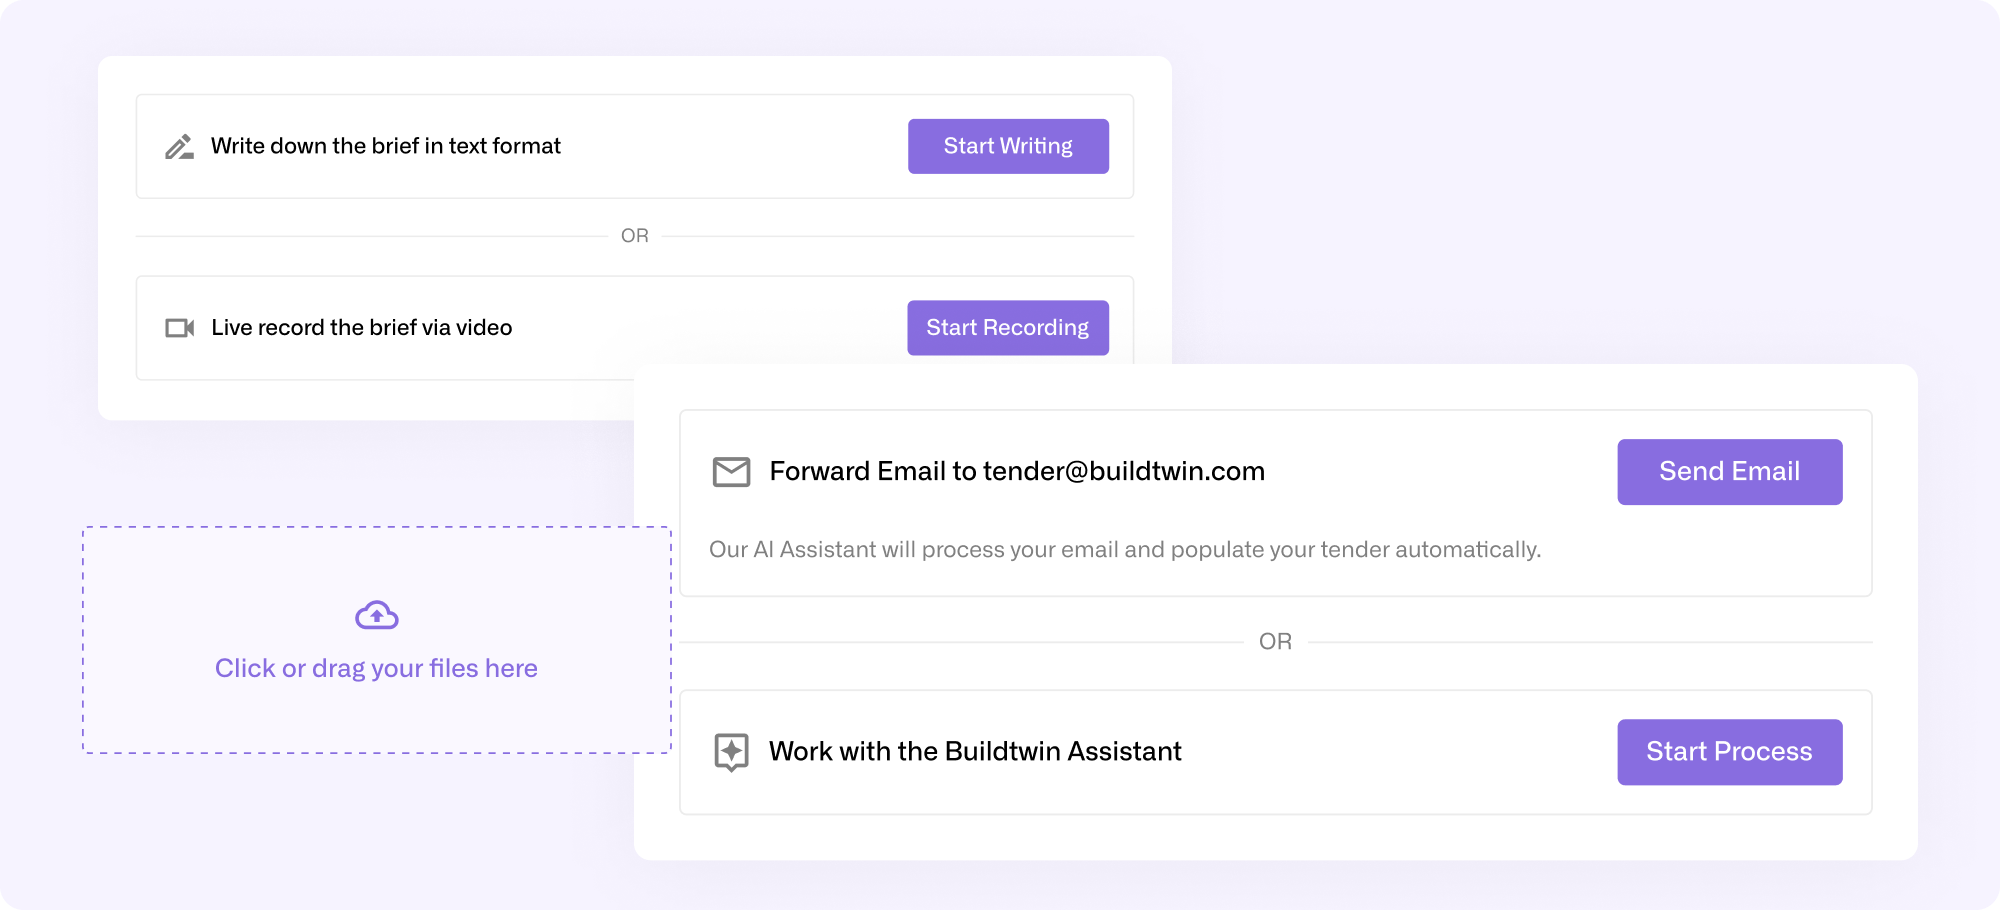 Write down the brief in text format
Start Writing
OR
Live record the brief via video
Start Recording
Forward Email to tender@buildtwin.com
Send Email
Our AI Assistant will process your email and populate your tender automatically.
OR
Work with the Buildtwin Assistant
Start Process
Click or drag your files here